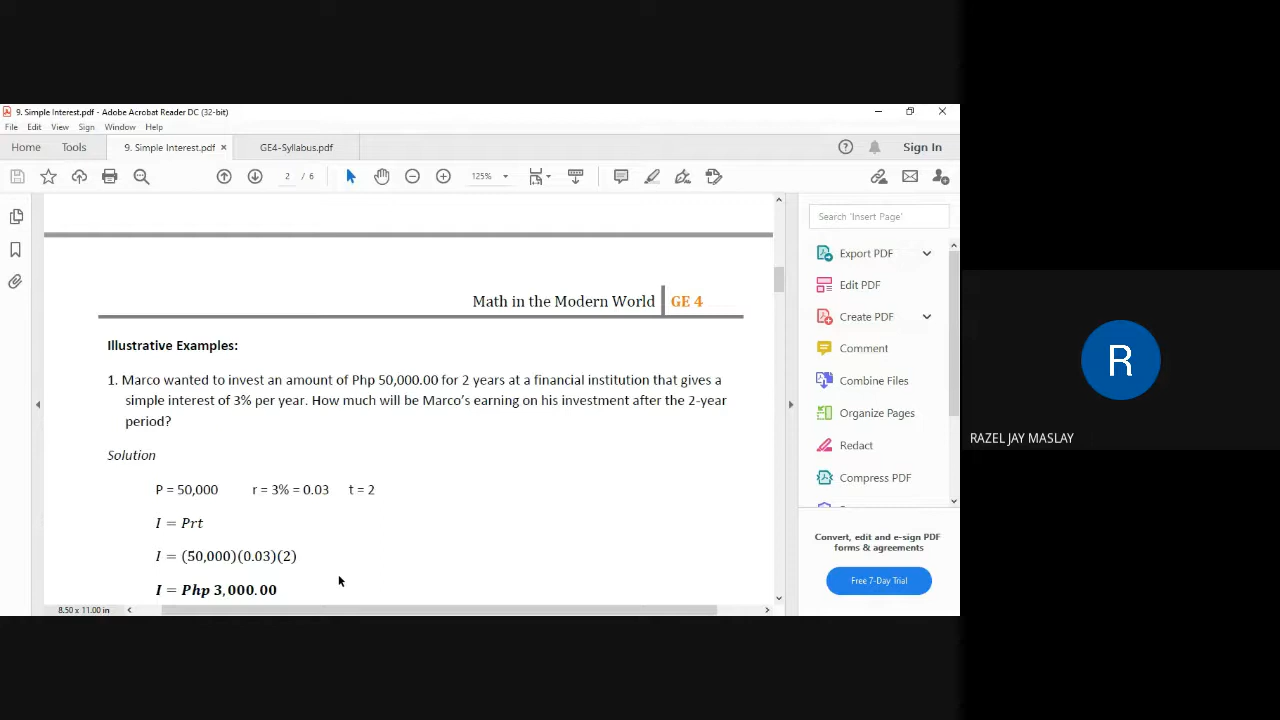 9. Simple Interest.pdf - Adobe Acrobat Reader DC (32-bit)
File Edit View Sign Window Help
Home Tools 9. Simple Interest.pdf × GE4-Syllabus.pdf Sign In
2 / 6 125%
Search 'Insert Page'
Export PDF
Edit PDF
Create PDF
Comment
Combine Files
Organize Pages
Redact
Compress PDF
Convert, edit and e-sign PDF
forms & agreements
Free 7-Day Trial
Math in the Modern World GE 4
Illustrative Examples:
1. Marco wanted to invest an amount of Php 50,000.00 for 2 years at a financial institution that gives a
simple interest of 3% per year. How much will be Marco's earning on his investment after the 2-year
period?
Solution
P = 50,000 r = 3% = 0.03 t = 2
I = Prt
I = (50,000)(0.03)(2)
I = Php 3,000.00
8.50 x 11.00 in
R
RAZEL JAY MASLAY